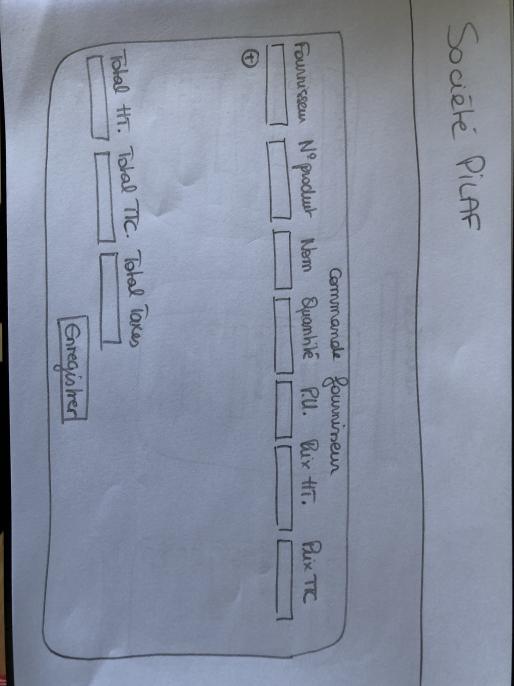 Société PILAF
Commande fournisseur
Fournisseur N° produit Nom Quantité P.U. Prix HT. Prix TTC
+
Total HT. Total TTC. Total Taxes
Enregistrer